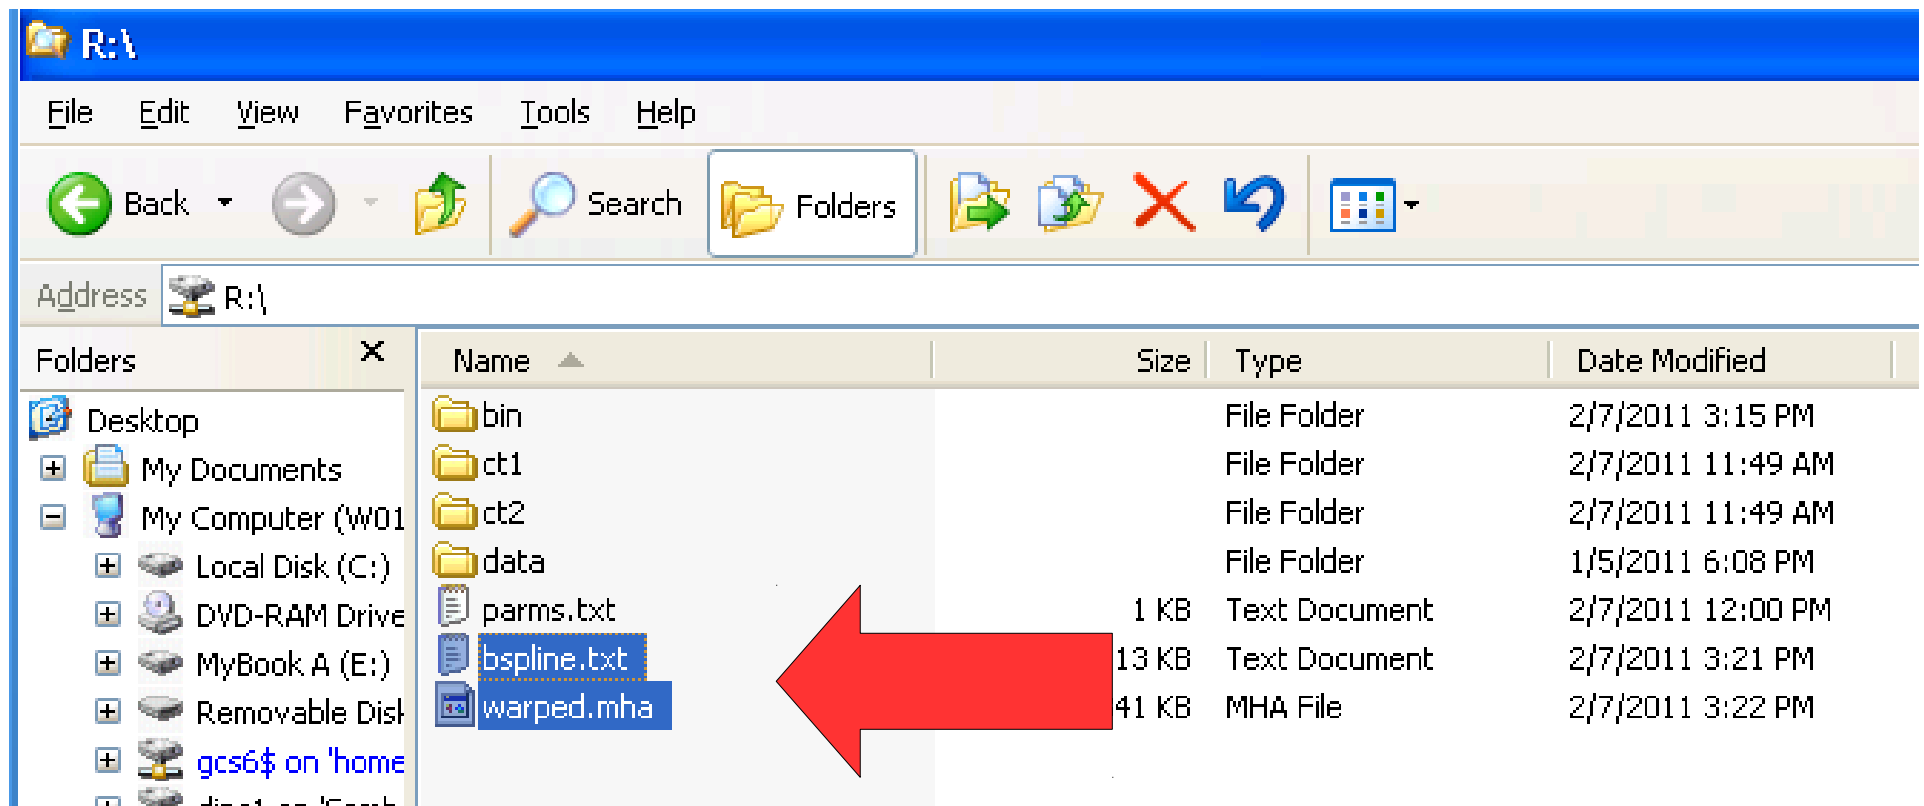 R:\
File Edit View Favorites Tools Help
Back Search Folders
Address R:\
Folders
Name Size Type Date Modified
Desktop
My Documents
My Computer (W01
Local Disk (C:)
DVD-RAM Drive
MyBook A (E:)
Removable Disk
gcs6$ on 'home
bin File Folder 2/7/2011 3:15 PM
ct1 File Folder 2/7/2011 11:49 AM
ct2 File Folder 2/7/2011 11:49 AM
data File Folder 1/5/2011 6:08 PM
parms.txt 1 KB Text Document 2/7/2011 12:00 PM
bspline.txt 13 KB Text Document 2/7/2011 3:21 PM
warped.mha 41 KB MHA File 2/7/2011 3:22 PM